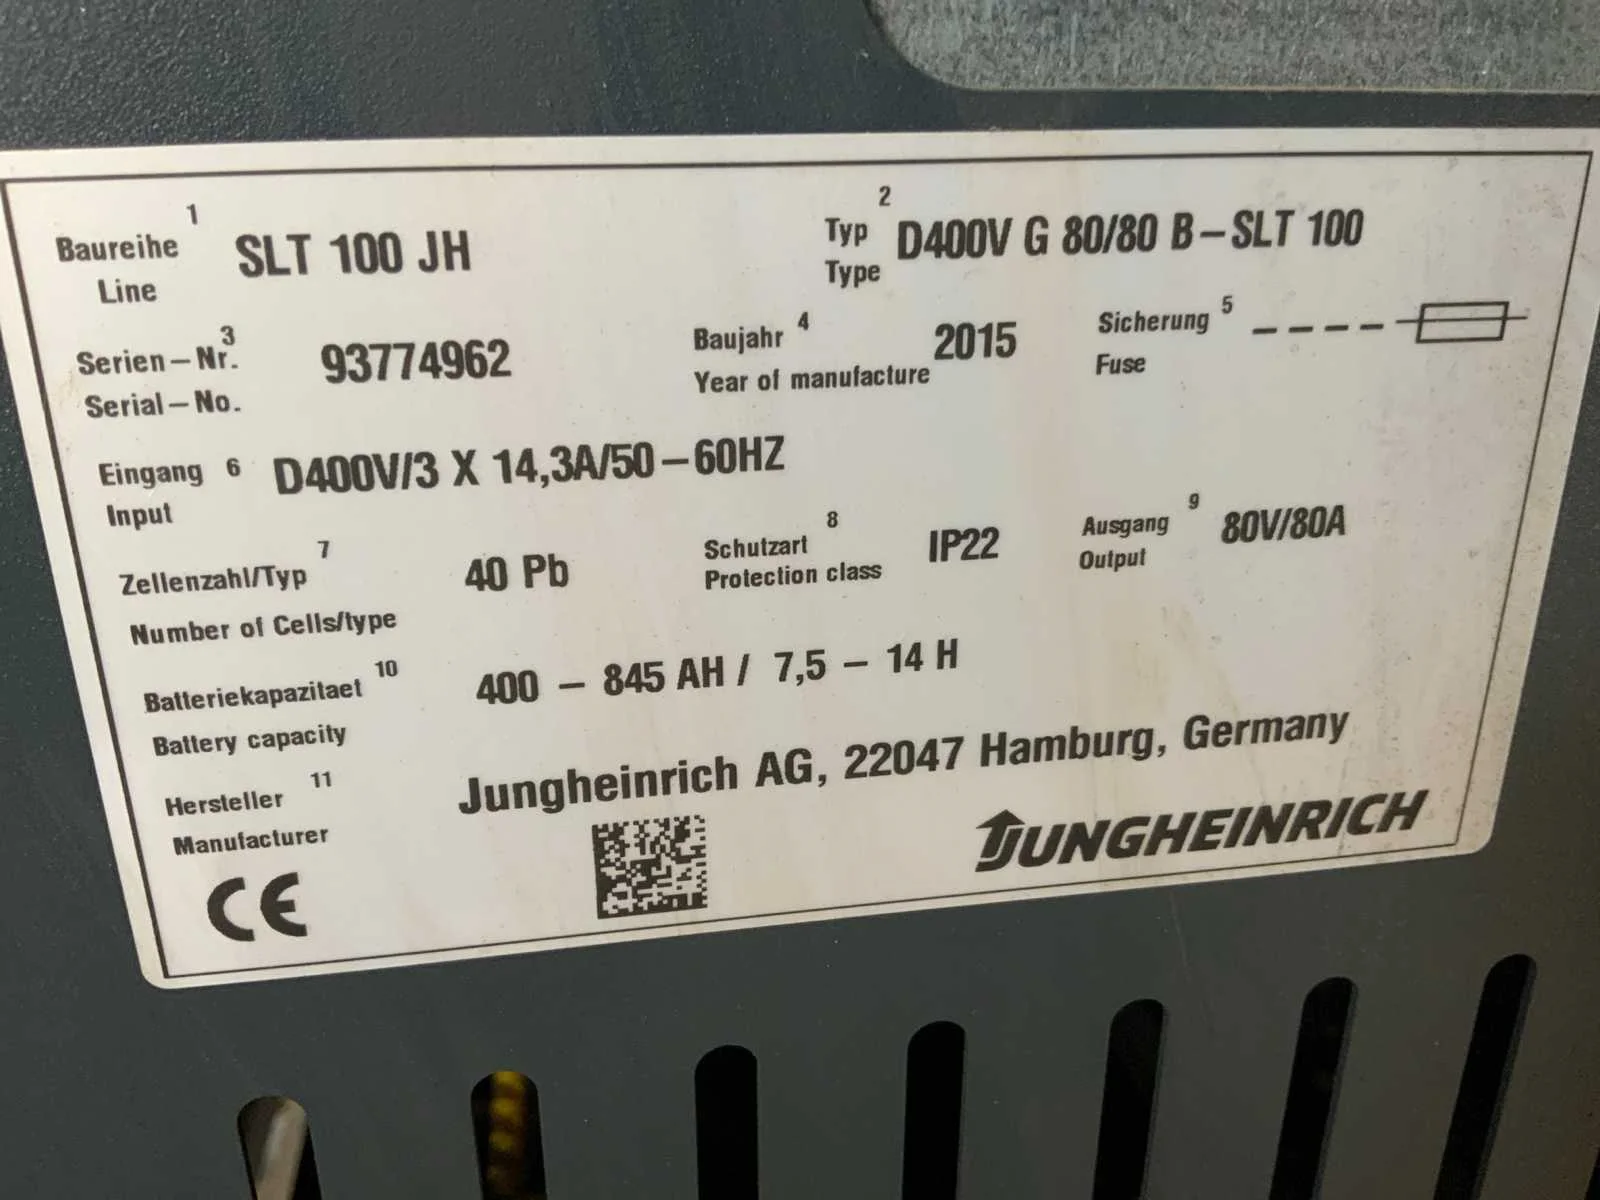 Baureihe 1 SLT 100 JH Typ 2 D400V G 80/80 B-SLT 100
Line Type
Serien-Nr. 3 93774962 Baujahr 4 2015 Sicherung 5 ----
Serial-No. Year of manufacture Fuse
Eingang 6 D400V/3 X 14,3A/50-60HZ
Input
Zellenzahl/Typ 7 40 Pb Schutzart 8 IP22 Ausgang 9 80V/80A
Number of Cells/type Protection class Output
Batteriekapazitaet 10 400 - 845 AH / 7,5 - 14 H
Battery capacity
Hersteller 11 Jungheinrich AG, 22047 Hamburg, Germany
Manufacturer
CE JUNGHEINRICH